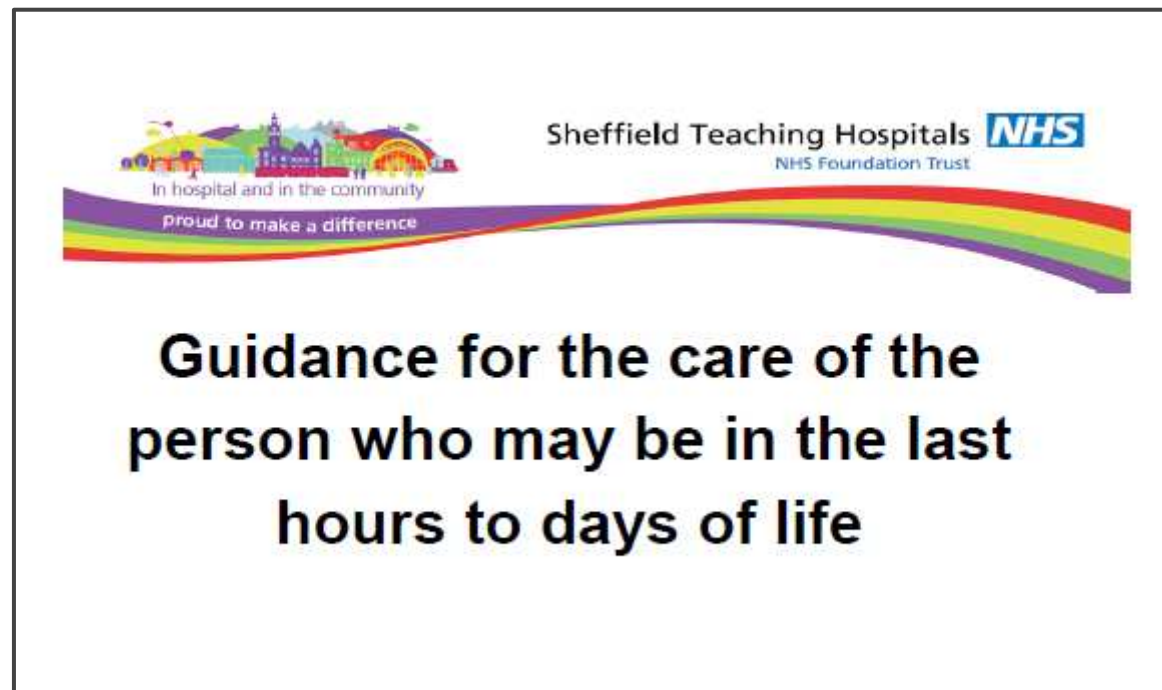 Sheffield Teaching Hospitals NHS
NHS Foundation Trust
In hospital and in the community
proud to make a difference
Guidance for the care of the
person who may be in the last
hours to days of life